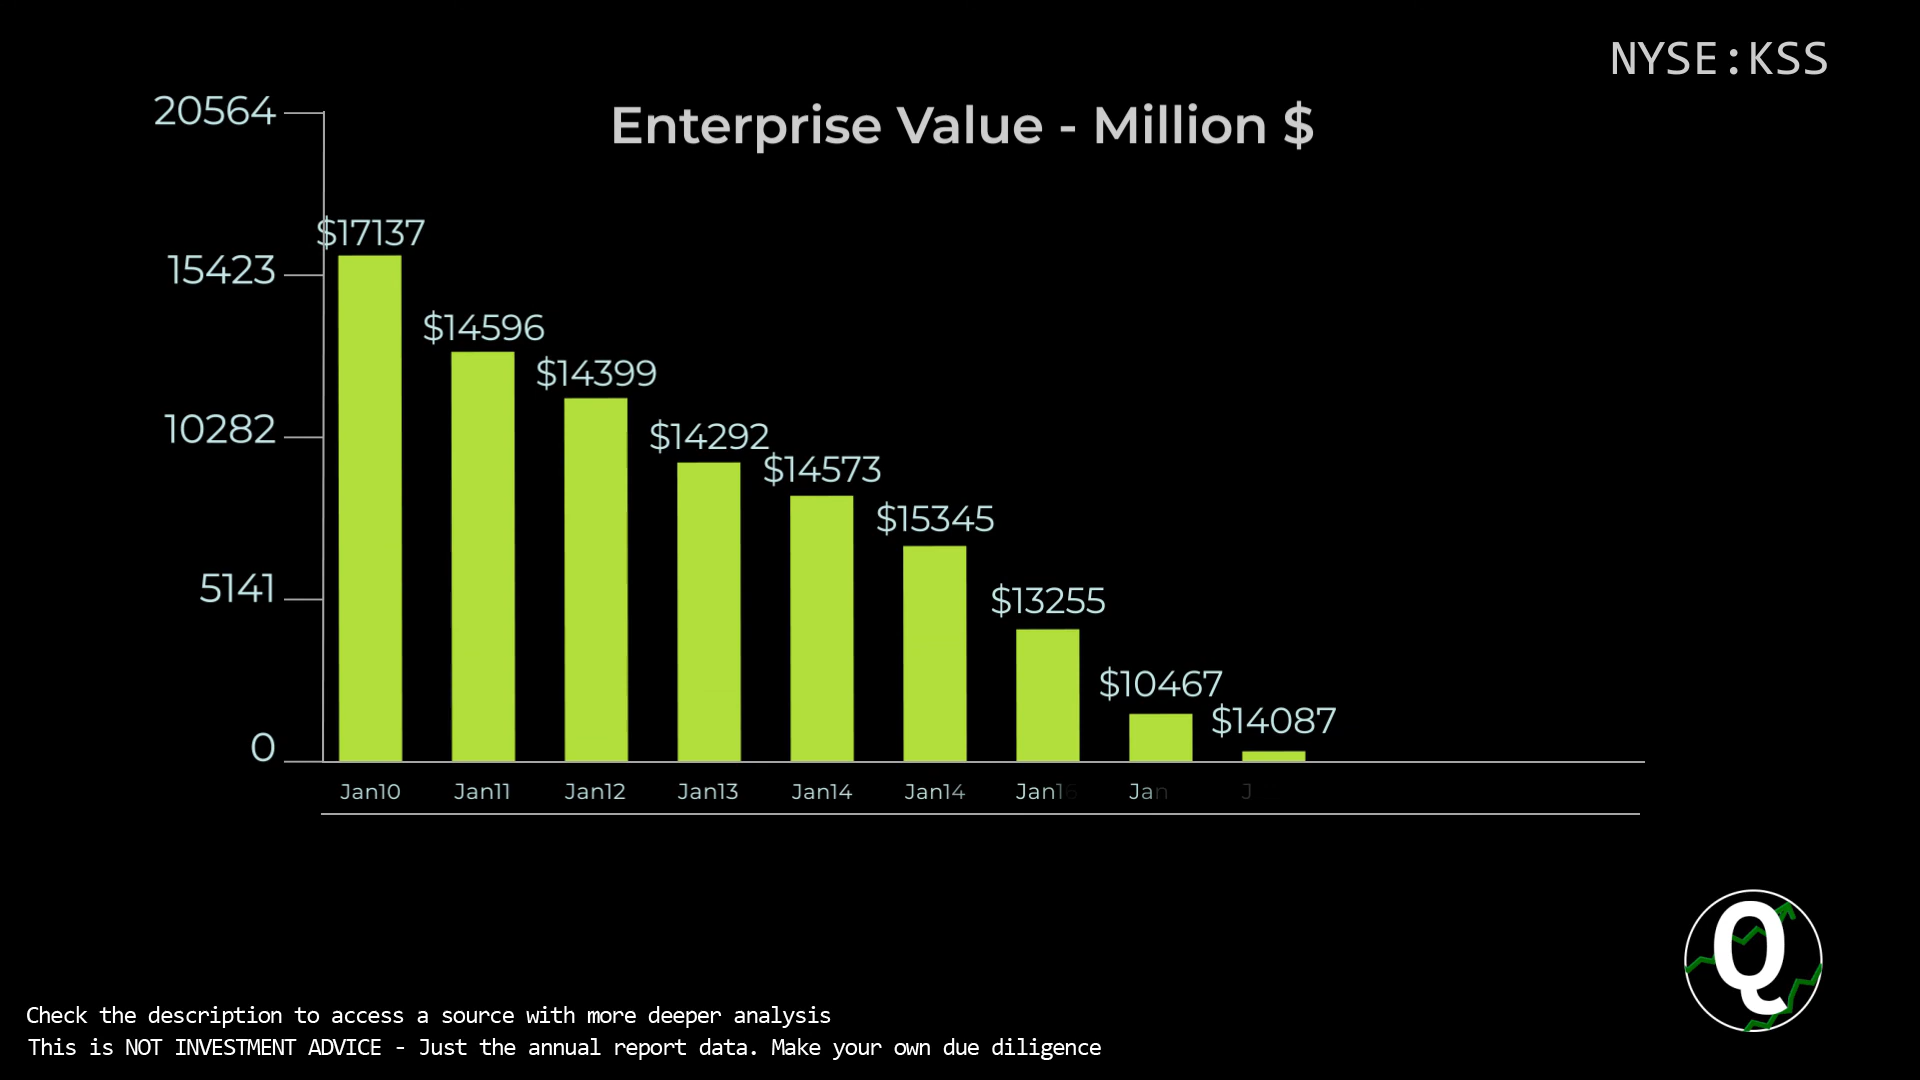 NYSE:KSS
Enterprise Value - Million $
20564
15423
10282
5141
0
$17137
$14596
$14399
$14292
$14573
$15345
$13255
$10467
$14087
Jan10 Jan11 Jan12 Jan13 Jan14 Jan14 Jan16 Jan J
Q
Check the description to access a source with more deeper analysis
This is NOT INVESTMENT ADVICE - Just the annual report data. Make your own due diligence